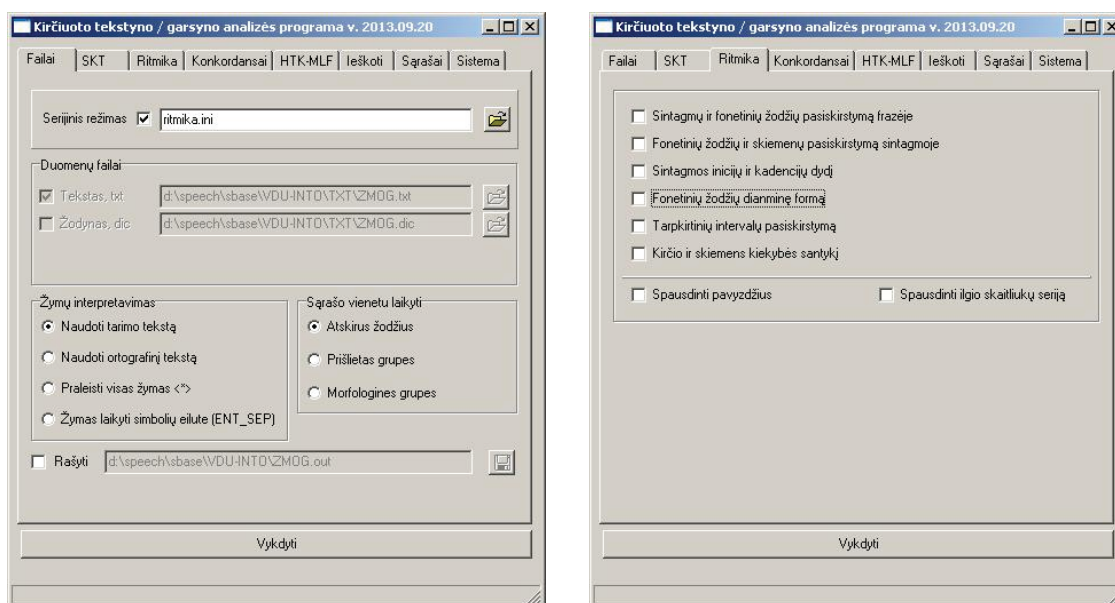 Kirčiuoto tekstyno / garsyno analizės programa v. 2013.09.20
Failai SKT Ritmika Konkordansai HTK-MLF Ieškoti Sąrašai Sistema
Serijinis režimas ritmika.ini
Duomenų failai
Tekstas, txt d:\speech\sbase\VDU-INTO\TXT\ZMOG.txt
Žodynas, dic d:\speech\sbase\VDU-INTO\TXT\ZMOG.dic
Žymų interpretavimas
Naudoti tarimo tekstą
Naudoti ortografinį tekstą
Praleisti visas žymas <*>
Žymas laikyti simbolių eilute (ENT_SEP)
Sąrašo vienetu laikyti
Atskirus žodžius
Prišlietas grupes
Morfologines grupes
Rašyti d:\speech\sbase\VDU-INTO\ZMOG.out
Vykdyti
Kirčiuoto tekstyno / garsyno analizės programa v. 2013.09.20
Failai SKT Ritmika Konkordansai HTK-MLF Ieškoti Sąrašai Sistema
Sintagmų ir fonetinių žodžių pasiskirstymą frazėje
Fonetinių žodžių ir skiemenų pasiskirstymą sintagmoje
Sintagmos inicijų ir kadencijų dydį
Fonetinių žodžių dianminę formą
Tarpkirtinių intervalų pasiskirstymą
Kirčio ir skiemens kiekybės santykį
Spausdinti pavyzdžius Spausdinti ilgio skaitliukų seriją
Vykdyti